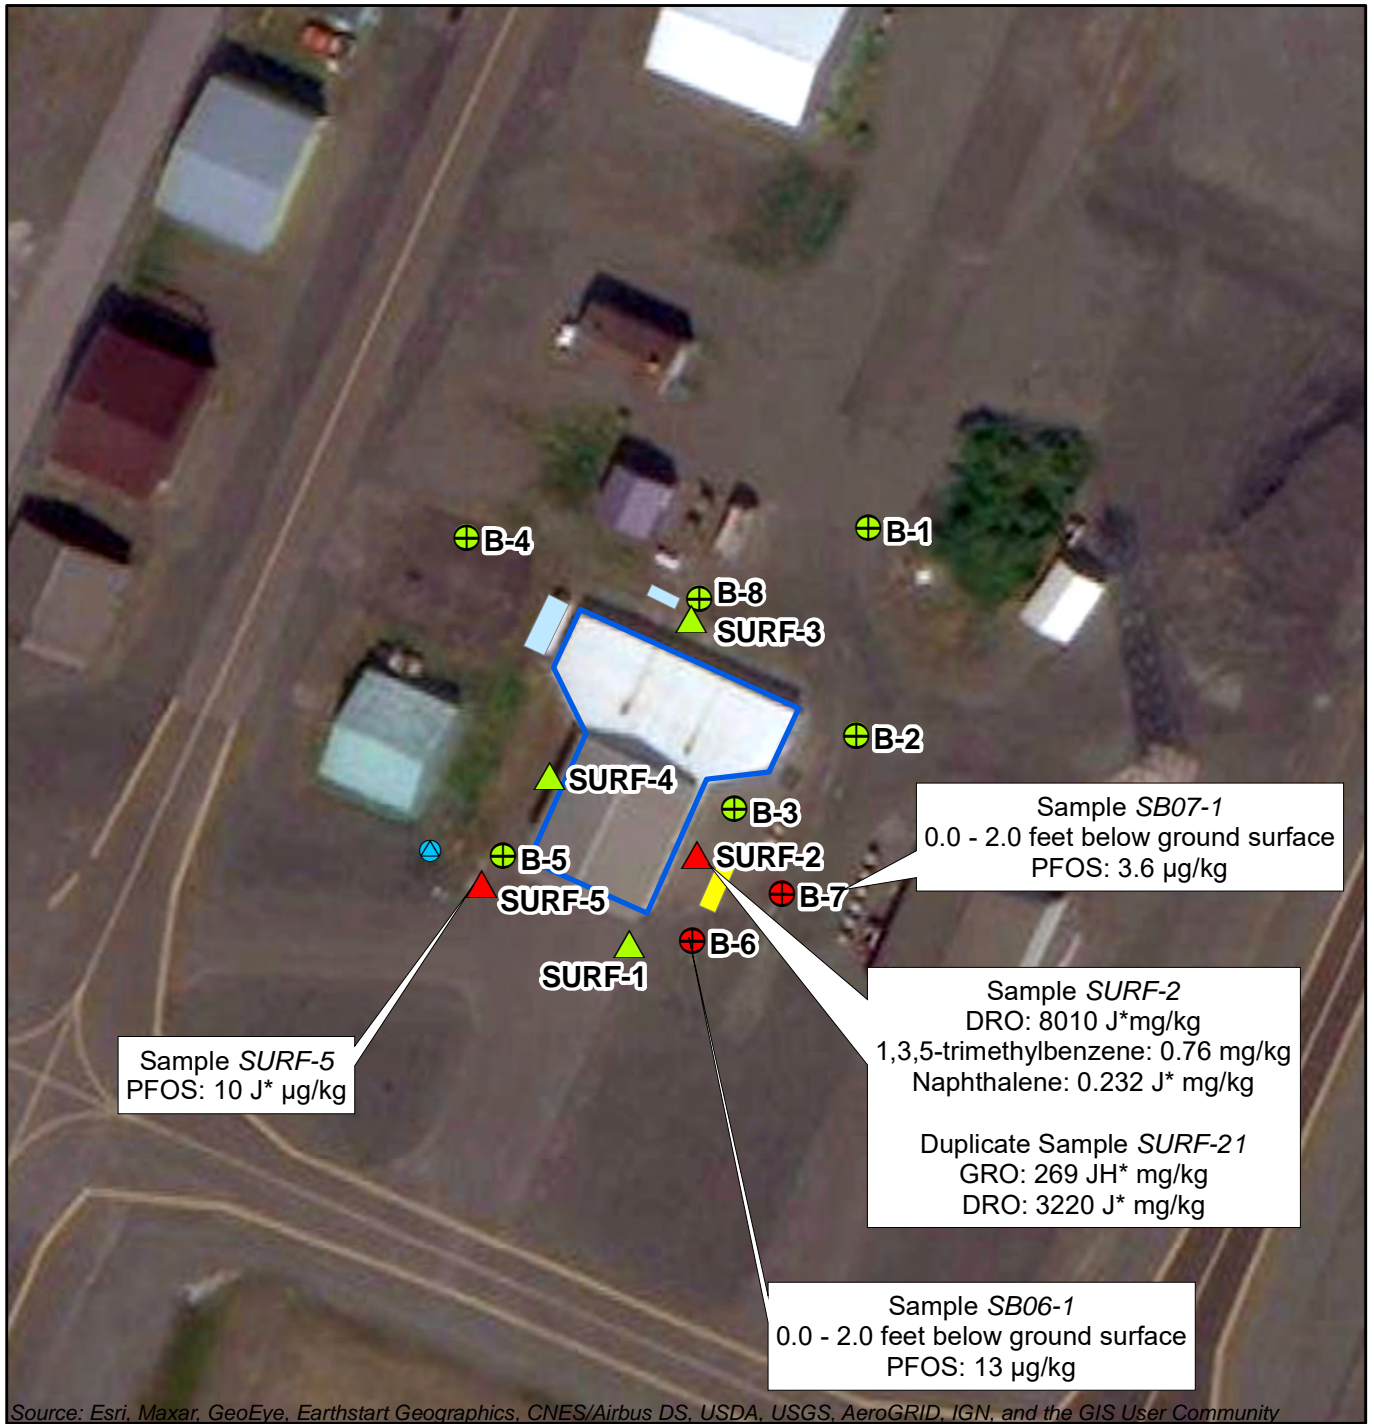 B-4
B-1
B-8
SURF-3
B-2
SURF-4
B-3
Sample SB07-1
0.0 - 2.0 feet below ground surface
PFOS: 3.6 µg/kg
B-5
SURF-2
B-7
SURF-5
B-6
SURF-1
Sample SURF-2
DRO: 8010 J*mg/kg
1,3,5-trimethylbenzene: 0.76 mg/kg
Naphthalene: 0.232 J* mg/kg
Duplicate Sample SURF-21
GRO: 269 JH* mg/kg
DRO: 3220 J* mg/kg
Sample SURF-5
PFOS: 10 J* µg/kg
Sample SB06-1
0.0 - 2.0 feet below ground surface
PFOS: 13 µg/kg
Source: Esri, Maxar, GeoEye, Earthstart Geographics, CNES/Airbus DS, USDA, USGS, AeroGRID, IGN, and the GIS User Community